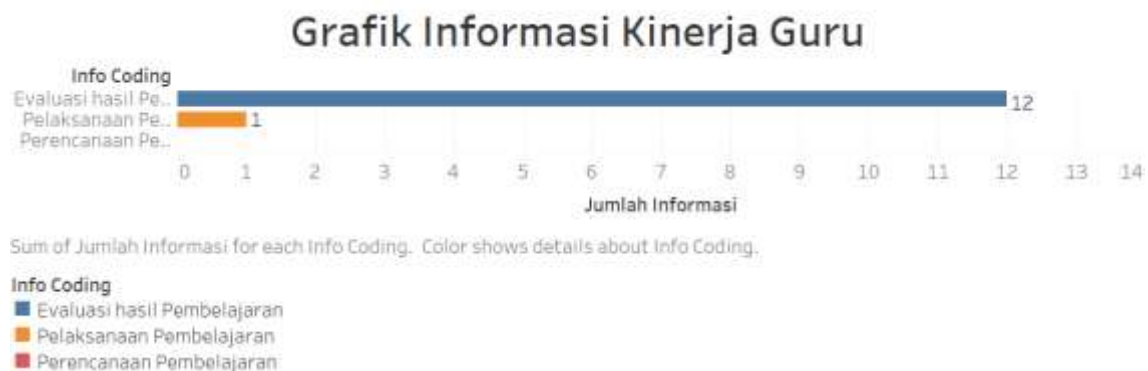 Grafik Informasi Kinerja Guru
Info Coding
Evaluasi hasil Pe..
12
Pelaksanaan Pe..
1
Perencanaan Pe..
0 1 2 3 4 5 6 7 8 9 10 11 12 13 14
Jumlah Informasi
Sum of Jumlah Informasi for each Info Coding. Color shows details about Info Coding.
Info Coding
Evaluasi hasil Pembelajaran
Pelaksanaan Pembelajaran
Perencanaan Pembelajaran